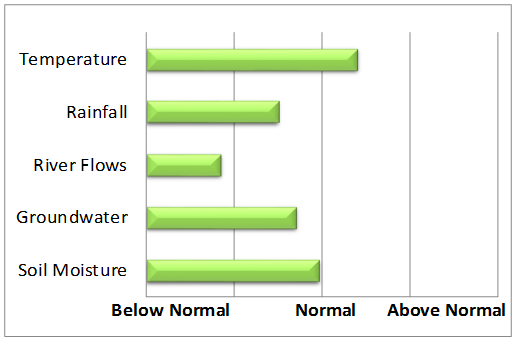 Temperature
Rainfall
River Flows
Groundwater
Soil Moisture
Below Normal Normal Above Normal